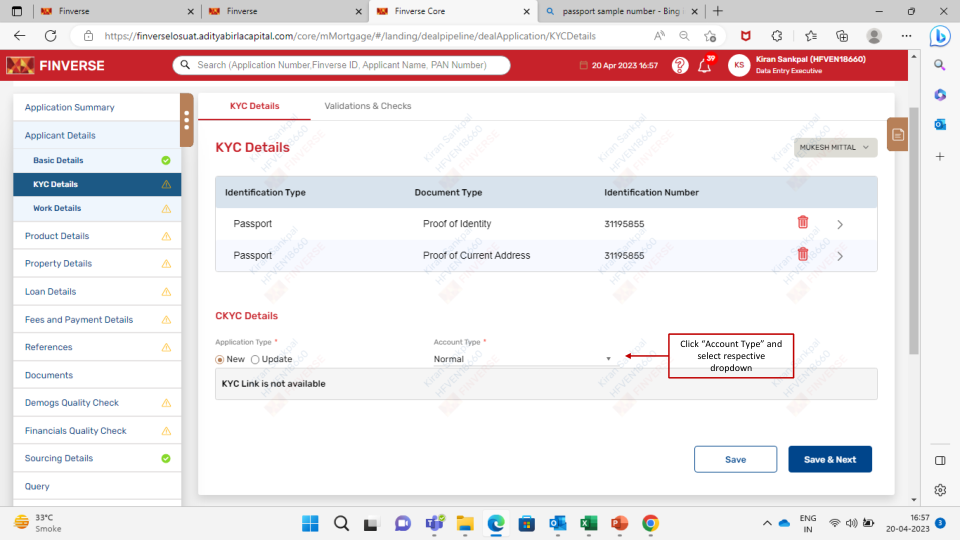 Finverse
Finverse
Finverse Core
passport sample number - Bing
https://finverselosuat.adityabirlacapital.com/core/mMortgage/#/landing/dealpipeline/dealApplication/KYCDetails
FINVERSE
Search (Application Number,Finverse ID, Applicant Name, PAN Number)
20 Apr 2023 16:57
39
KS
Kiran Sankpal (HFVEN18660)
Data Entry Executive
Application Summary
Applicant Details
Basic Details
KYC Details
Work Details
Product Details
Property Details
Loan Details
Fees and Payment Details
References
Documents
Demogs Quality Check
Financials Quality Check
Sourcing Details
Query
KYC Details
Validations & Checks
KYC Details
MUKESH MITTAL
Identification Type Document Type Identification Number
Passport Proof of Identity 31195855
Passport Proof of Current Address 31195855
CKYC Details
Application Type * Account Type *
New Update Normal
Click “Account Type” and
select respective
dropdown
KYC Link is not available
Save
Save & Next
Kiran Sankpal
HFVEN18660
FINVERSE
33°C
Smoke
ENG
IN
16:57
20-04-2023
3